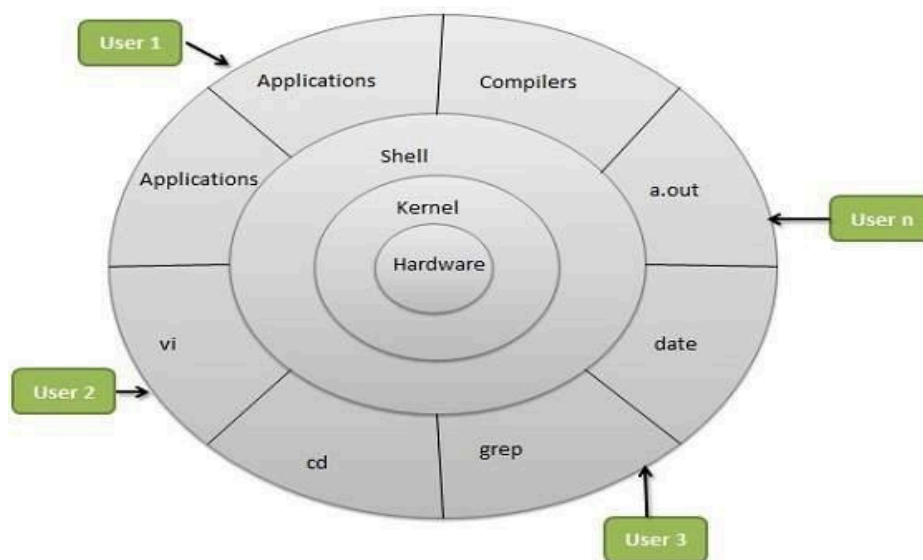 User 1
Applications
Compilers
Shell
Applications
a.out
Kernel
User n
Hardware
vi
date
User 2
cd
grep
User 3